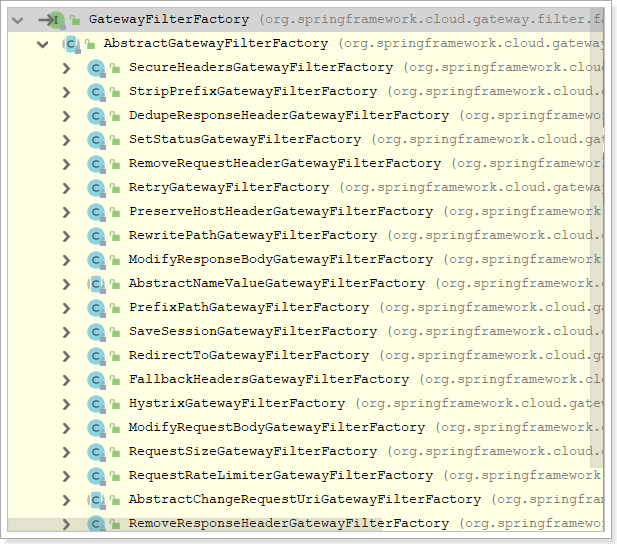 GatewayFilterFactory (org.springframework.cloud.gateway.filter.fa
AbstractGatewayFilterFactory (org.springframework.cloud.gateway
SecureHeadersGatewayFilterFactory (org.springframework.clou
StripPrefixGatewayFilterFactory (org.springframework.cloud.g
DedupeResponseHeaderGatewayFilterFactory (org.springfram
SetStatusGatewayFilterFactory (org.springframework.cloud.gat
RemoveRequestHeaderGatewayFilterFactory (org.springframework
RetryGatewayFilterFactory (org.springframework.cloud.gateway
PreserveHostHeaderGatewayFilterFactory (org.springframework.
RewritePathGatewayFilterFactory (org.springframework.cloud.g
ModifyResponseBodyGatewayFilterFactory (org.springframework.
AbstractNameValueGatewayFilterFactory (org.springframework.c
PrefixPathGatewayFilterFactory (org.springframework.cloud.ga
SaveSessionGatewayFilterFactory (org.springframework.cloud.g
RedirectToGatewayFilterFactory (org.springframework.cloud.ga
FallbackHeadersGatewayFilterFactory (org.springframework.clo
HystrixGatewayFilterFactory (org.springframework.cloud.gatew
ModifyRequestBodyGatewayFilterFactory (org.springframework.c
RequestSizeGatewayFilterFactory (org.springframework.cloud.g
RequestRateLimiterGatewayFilterFactory (org.springframework.
AbstractChangeRequestUriGatewayFilterFactory (org.springfram
RemoveResponseHeaderGatewayFilterFactory (org.springframewor